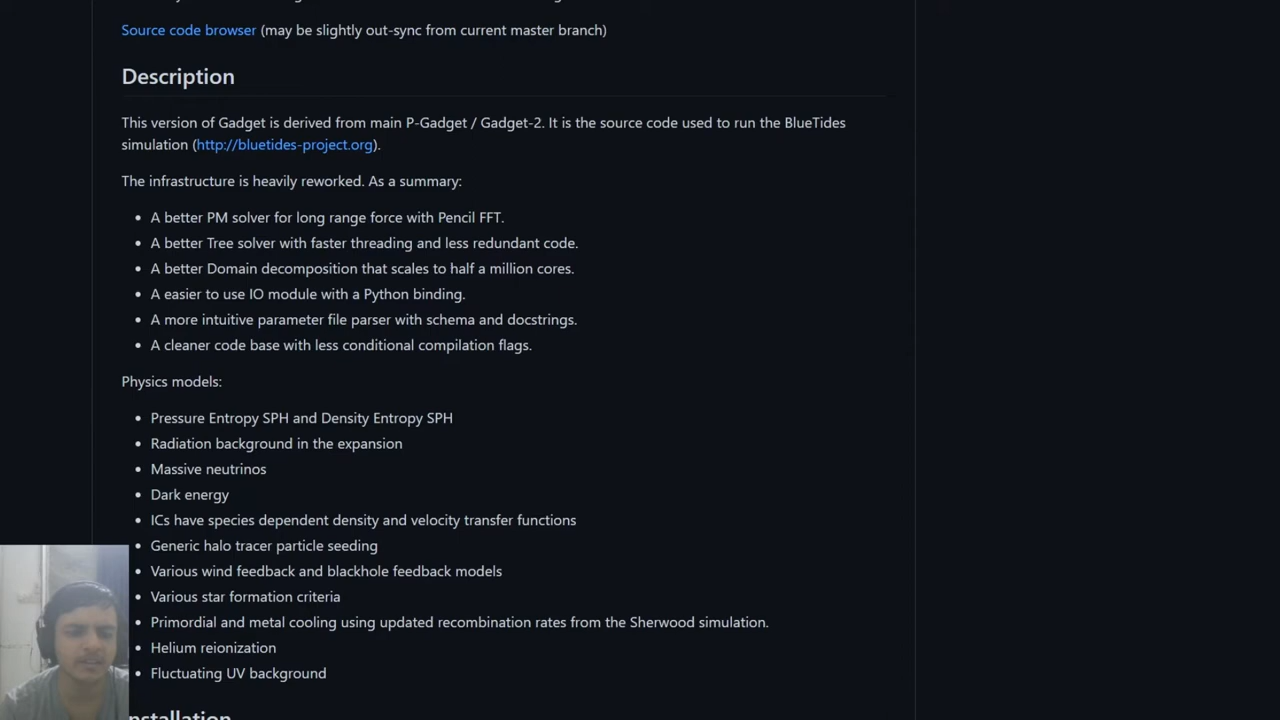 Source code browser (may be slightly out-sync from current master branch)
Description
This version of Gadget is derived from main P-Gadget / Gadget-2. It is the source code used to run the BlueTides
simulation (http://bluetides-project.org).
The infrastructure is heavily reworked. As a summary:
• A better PM solver for long range force with Pencil FFT.
• A better Tree solver with faster threading and less redundant code.
• A better Domain decomposition that scales to half a million cores.
• A easier to use IO module with a Python binding.
• A more intuitive parameter file parser with schema and docstrings.
• A cleaner code base with less conditional compilation flags.
Physics models:
• Pressure Entropy SPH and Density Entropy SPH
• Radiation background in the expansion
• Massive neutrinos
• Dark energy
• ICs have species dependent density and velocity transfer functions
• Generic halo tracer particle seeding
• Various wind feedback and blackhole feedback models
• Various star formation criteria
• Primordial and metal cooling using updated recombination rates from the Sherwood simulation.
• Helium reionization
• Fluctuating UV background